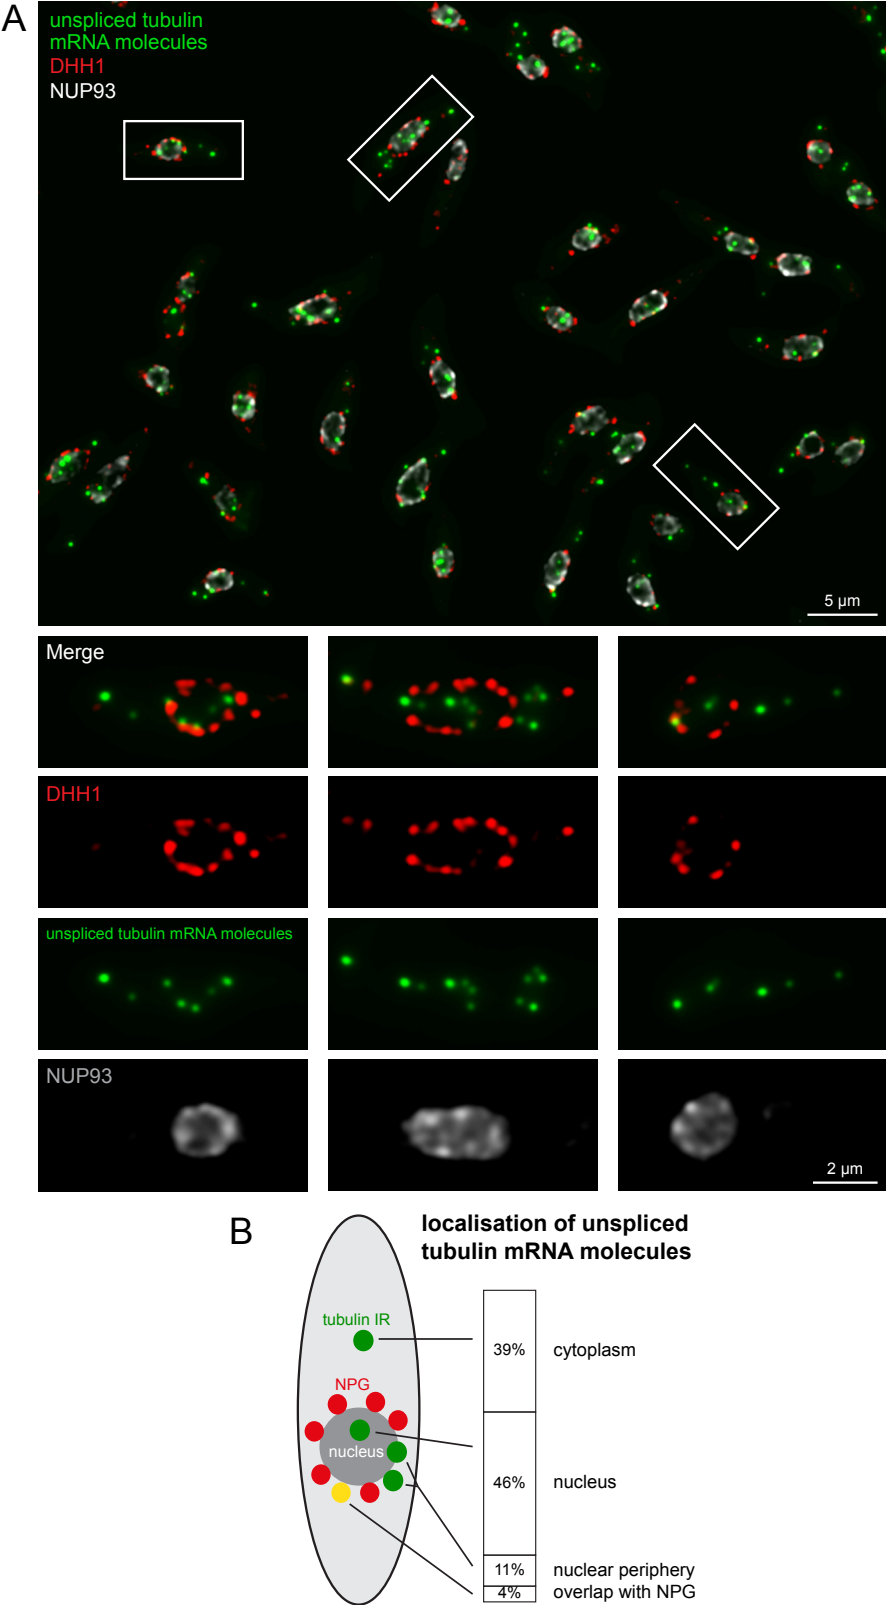 A
unspliced tubulin
mRNA molecules
DHH1
NUP93
5 µm
Merge
DHH1
unspliced tubulin mRNA molecules
NUP93
2 µm
B
localisation of unspliced
tubulin mRNA molecules
tubulin IR
39%
cytoplasm
NPG
nucleus
46%
nucleus
11%
nuclear periphery
4%
overlap with NPG